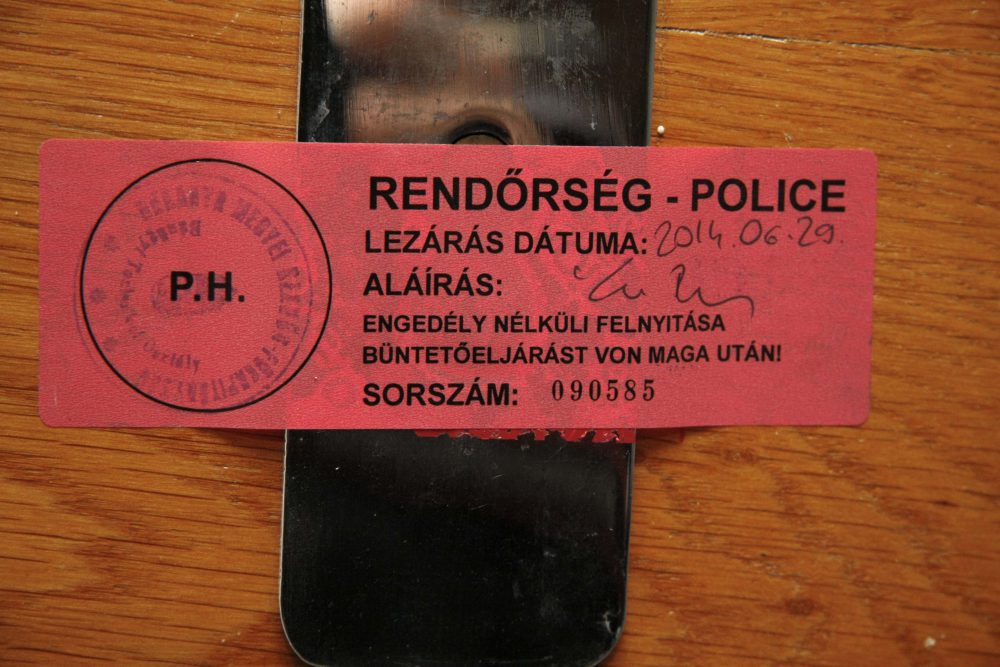 P.H.
RENDŐRSÉG - POLICE
LEZÁRÁS DÁTUMA: 2014.06.29.
ALÁÍRÁS:
ENGEDÉLY NÉLKÜLI FELNYITÁSA
BÜNTETŐELJÁRÁST VON MAGA UTÁN!
SORSZÁM: 090585